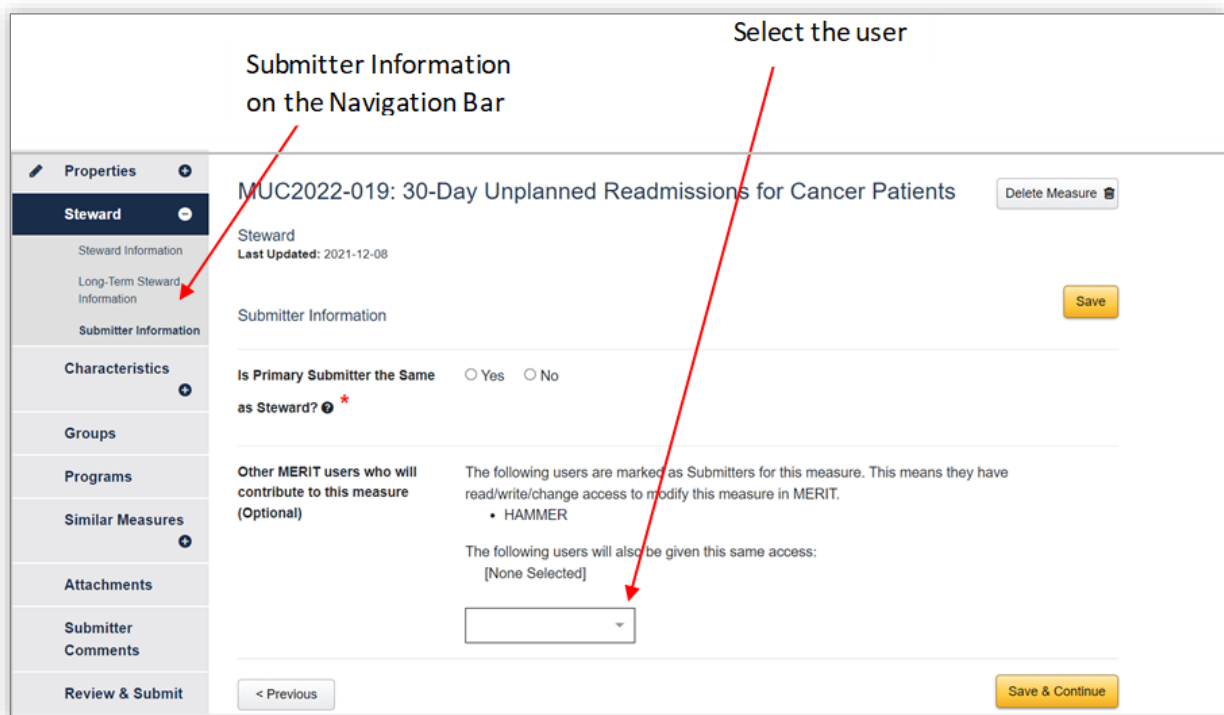 Select the user
Submitter Information
on the Navigation Bar
Properties
Steward
Steward Information
Long-Term Steward
Information
Submitter Information
Characteristics
Groups
Programs
Similar Measures
Attachments
Submitter
Comments
Review & Submit
MUC2022-019: 30-Day Unplanned Readmissions for Cancer Patients
Delete Measure
Steward
Last Updated: 2021-12-08
Submitter Information
Save
Is Primary Submitter the Same
as Steward? *
Yes No
Other MERIT users who will
contribute to this measure
(Optional)
The following users are marked as Submitters for this measure. This means they have
read/write/change access to modify this measure in MERIT.
• HAMMER
The following users will also be given this same access:
[None Selected]
< Previous
Save & Continue